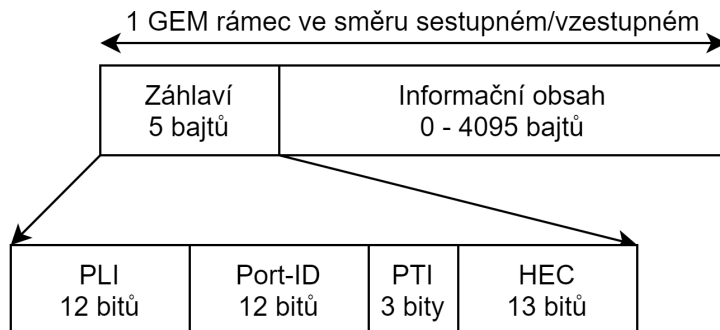 1 GEM rámec ve směru sestupném/vzestupném
Záhlaví
5 bajtů
Informační obsah
0 - 4095 bajtů
PLI
12 bitů
Port-ID
12 bitů
PTI
3 bity
HEC
13 bitů